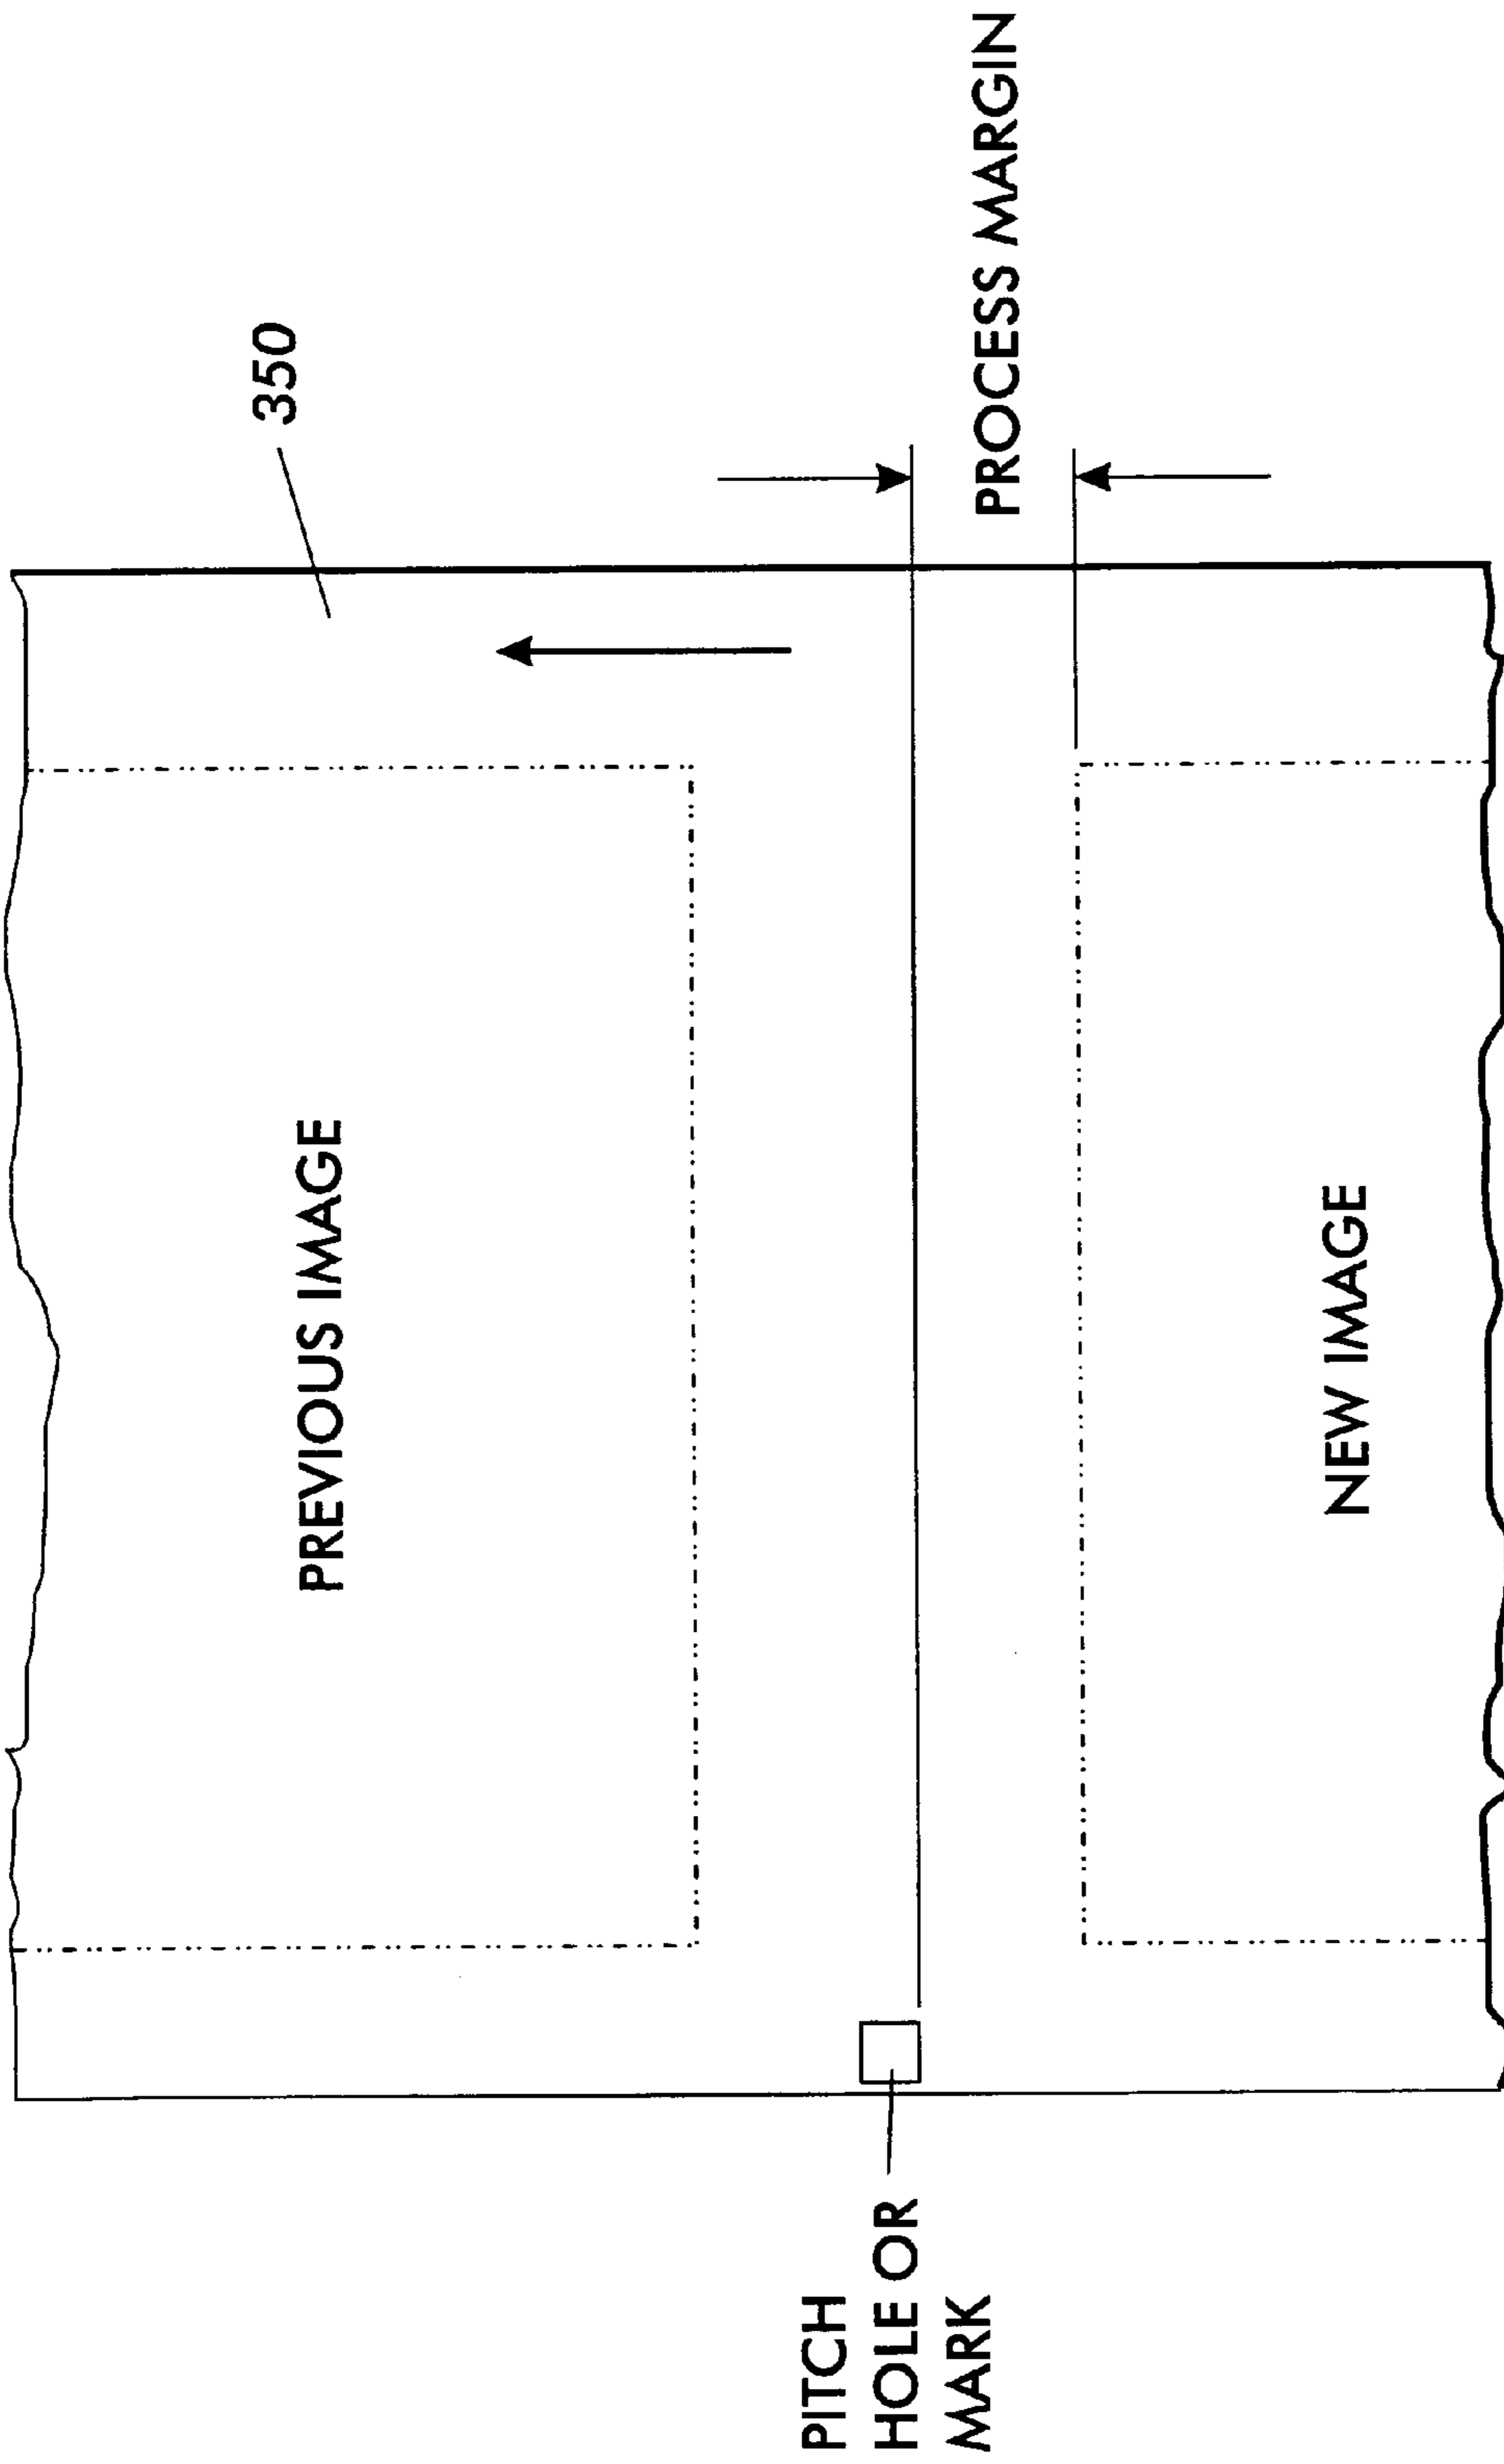 350
PREVIOUS IMAGE
PROCESS MARGIN
PITCH
HOLE OR
MARK
NEW IMAGE